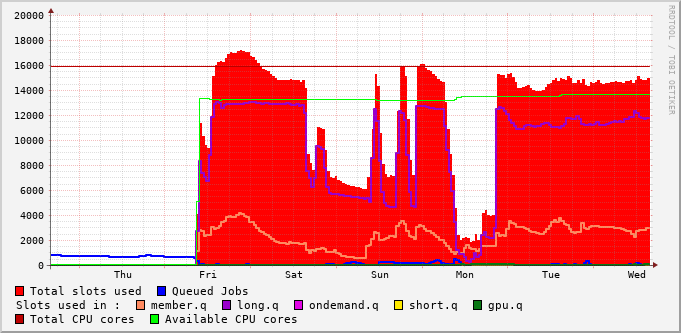 20000
18000
16000
14000
12000
10000
8000
6000
4000
2000
0
Thu Fri Sat Sun Mon Tue Wed
RRDTOOL / TOBI OETIKER
Total slots used Queued Jobs
Slots used in : member.q long.q ondemand.q short.q gpu.q
Total CPU cores Available CPU cores